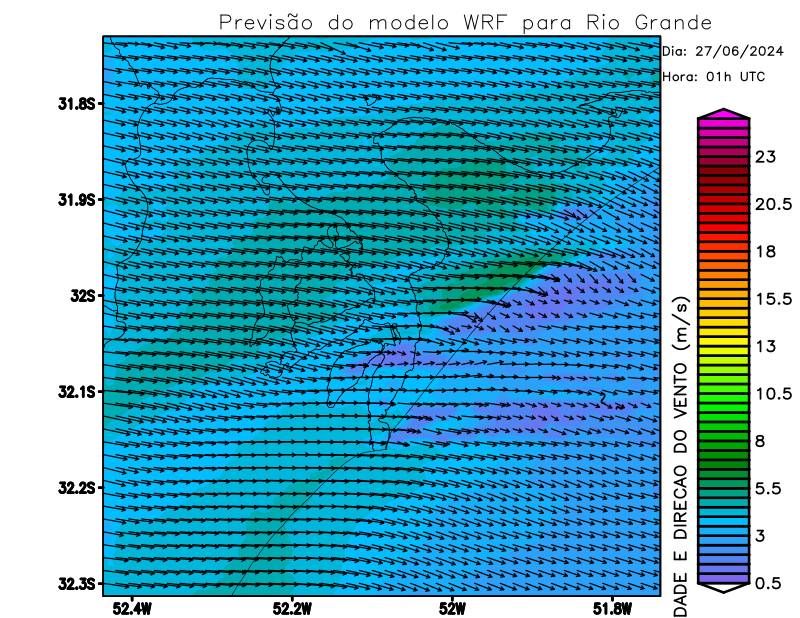 Previsão do modelo WRF para Rio Grande
Dia: 27/06/2024
Hora: 01h UTC
31.8S
31.9S
32S
32.1S
32.2S
32.3S
52.4W
52.2W
52W
51.8W
23
20.5
18
15.5
13
10.5
8
5.5
3
0.5
DADE E DIRECAO DO VENTO (m/s)